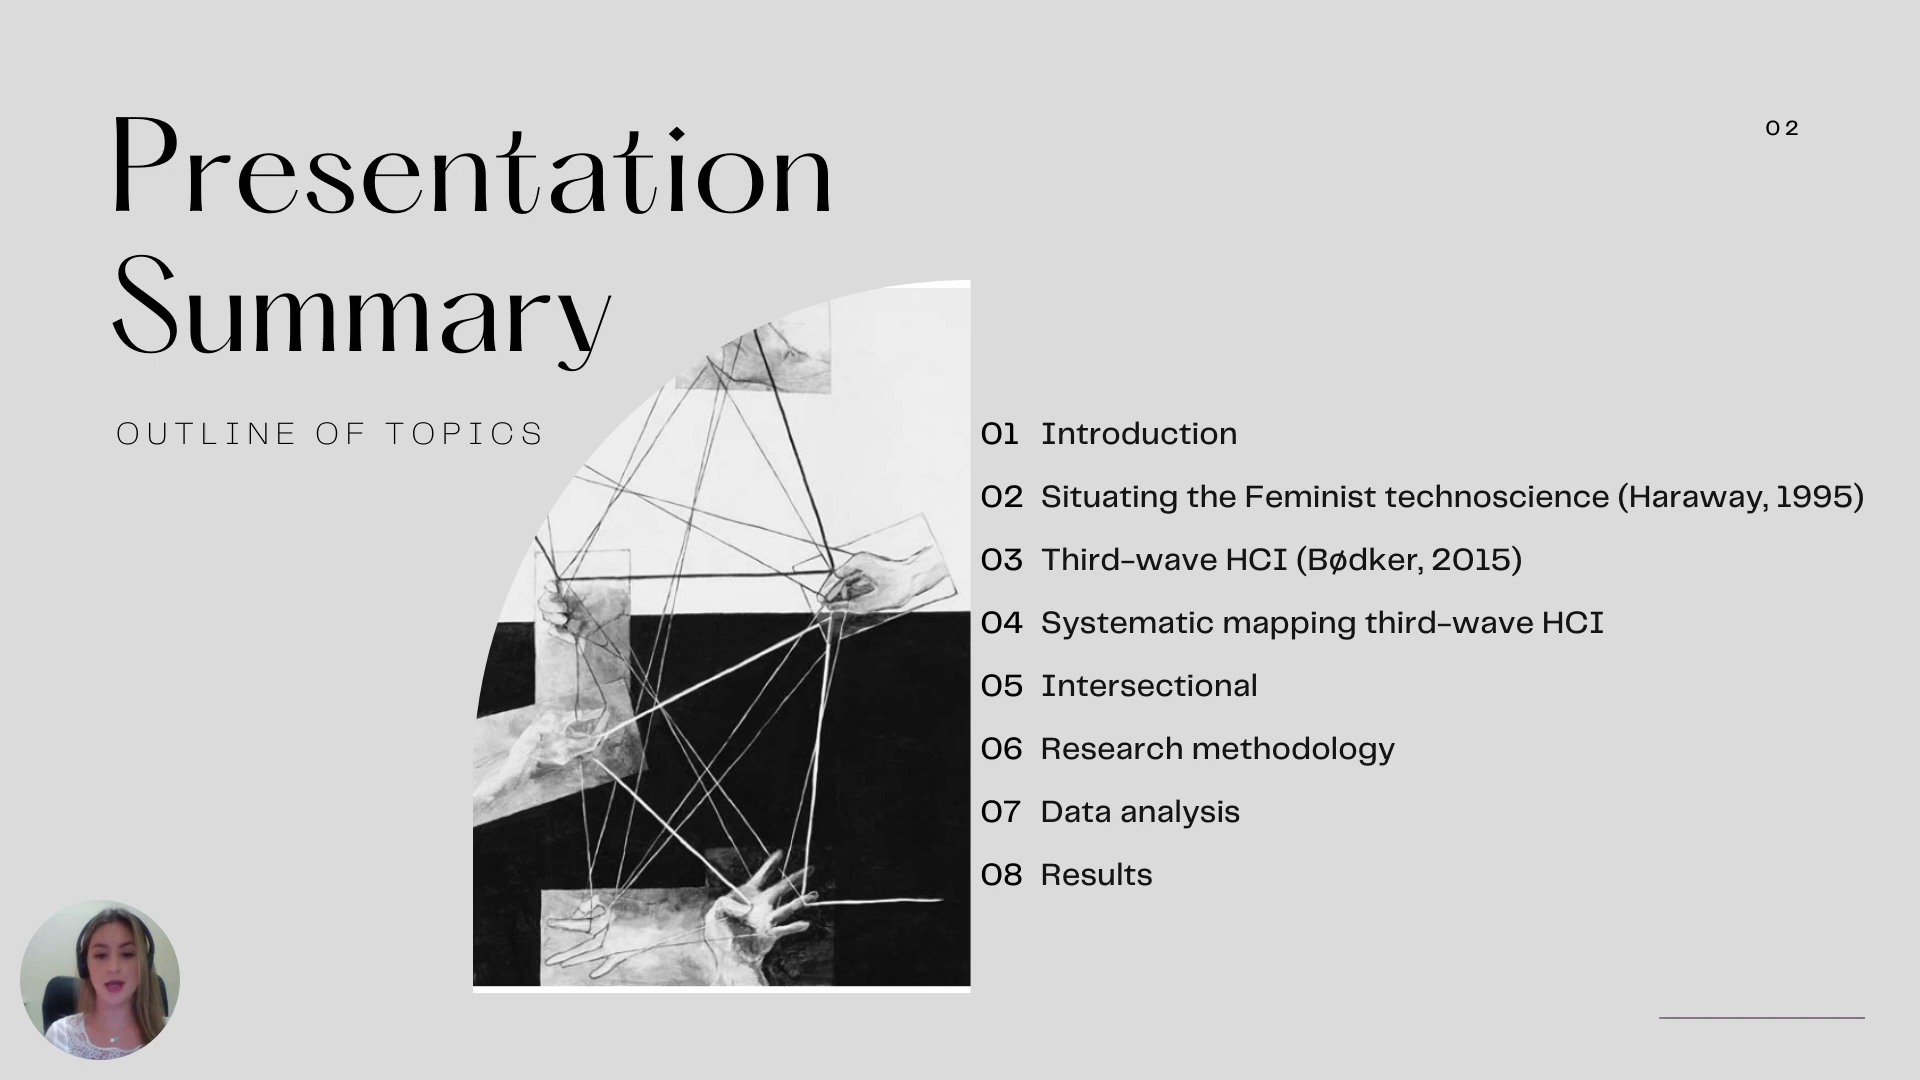 Presentation
Summary
02
OUTLINE OF TOPICS
01 Introduction
02 Situating the Feminist technoscience (Haraway, 1995)
03 Third-wave HCI (Bødker, 2015)
04 Systematic mapping third-wave HCI
05 Intersectional
06 Research methodology
07 Data analysis
08 Results